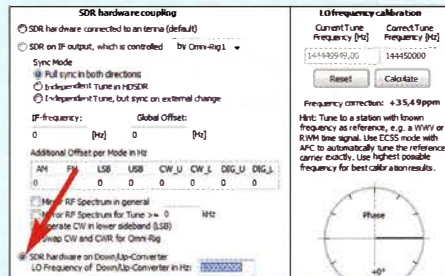 SDR hardware coupling
SDR hardware connected to antenna (default)
SDR on IF output, which is controlled by Omni-Rig1
Sync Mode
Full sync in both directions
Independent Tune in HDSDR
Independent Tune, but sync on external change
IF-frequency: Global Offset:
0 [Hz] 0 [Hz]
Additional Offset per Mode in Hz
AM FM LSB USB CW_U CW_L DIG_U DIG_L
0 0 0 0 0 0 0
Mirror RF Spectrum in general
Mirror RF Spectrum for Tune >= 0 kHz
Operate CW in lower sideband (LSB)
Swap CW and CWR for Omni-Rig
SDR hardware on Down/Up-Converter
LO Frequency of Down/Up-Converter in Hz:
LO frequency calibration
Current Tune Correct Tune
Frequency [Hz] Frequency [Hz]
144450000
Reset Calculate
Frequency correction: +35,49 ppm
Hint: Tune to a station with known
frequency as reference, e.g. a WWV or
RWM time signal. Use ECSS mode with
AFC to automatically tune the reference
carrier exactly. Use highest possible
frequency for best calibration results.
Phase